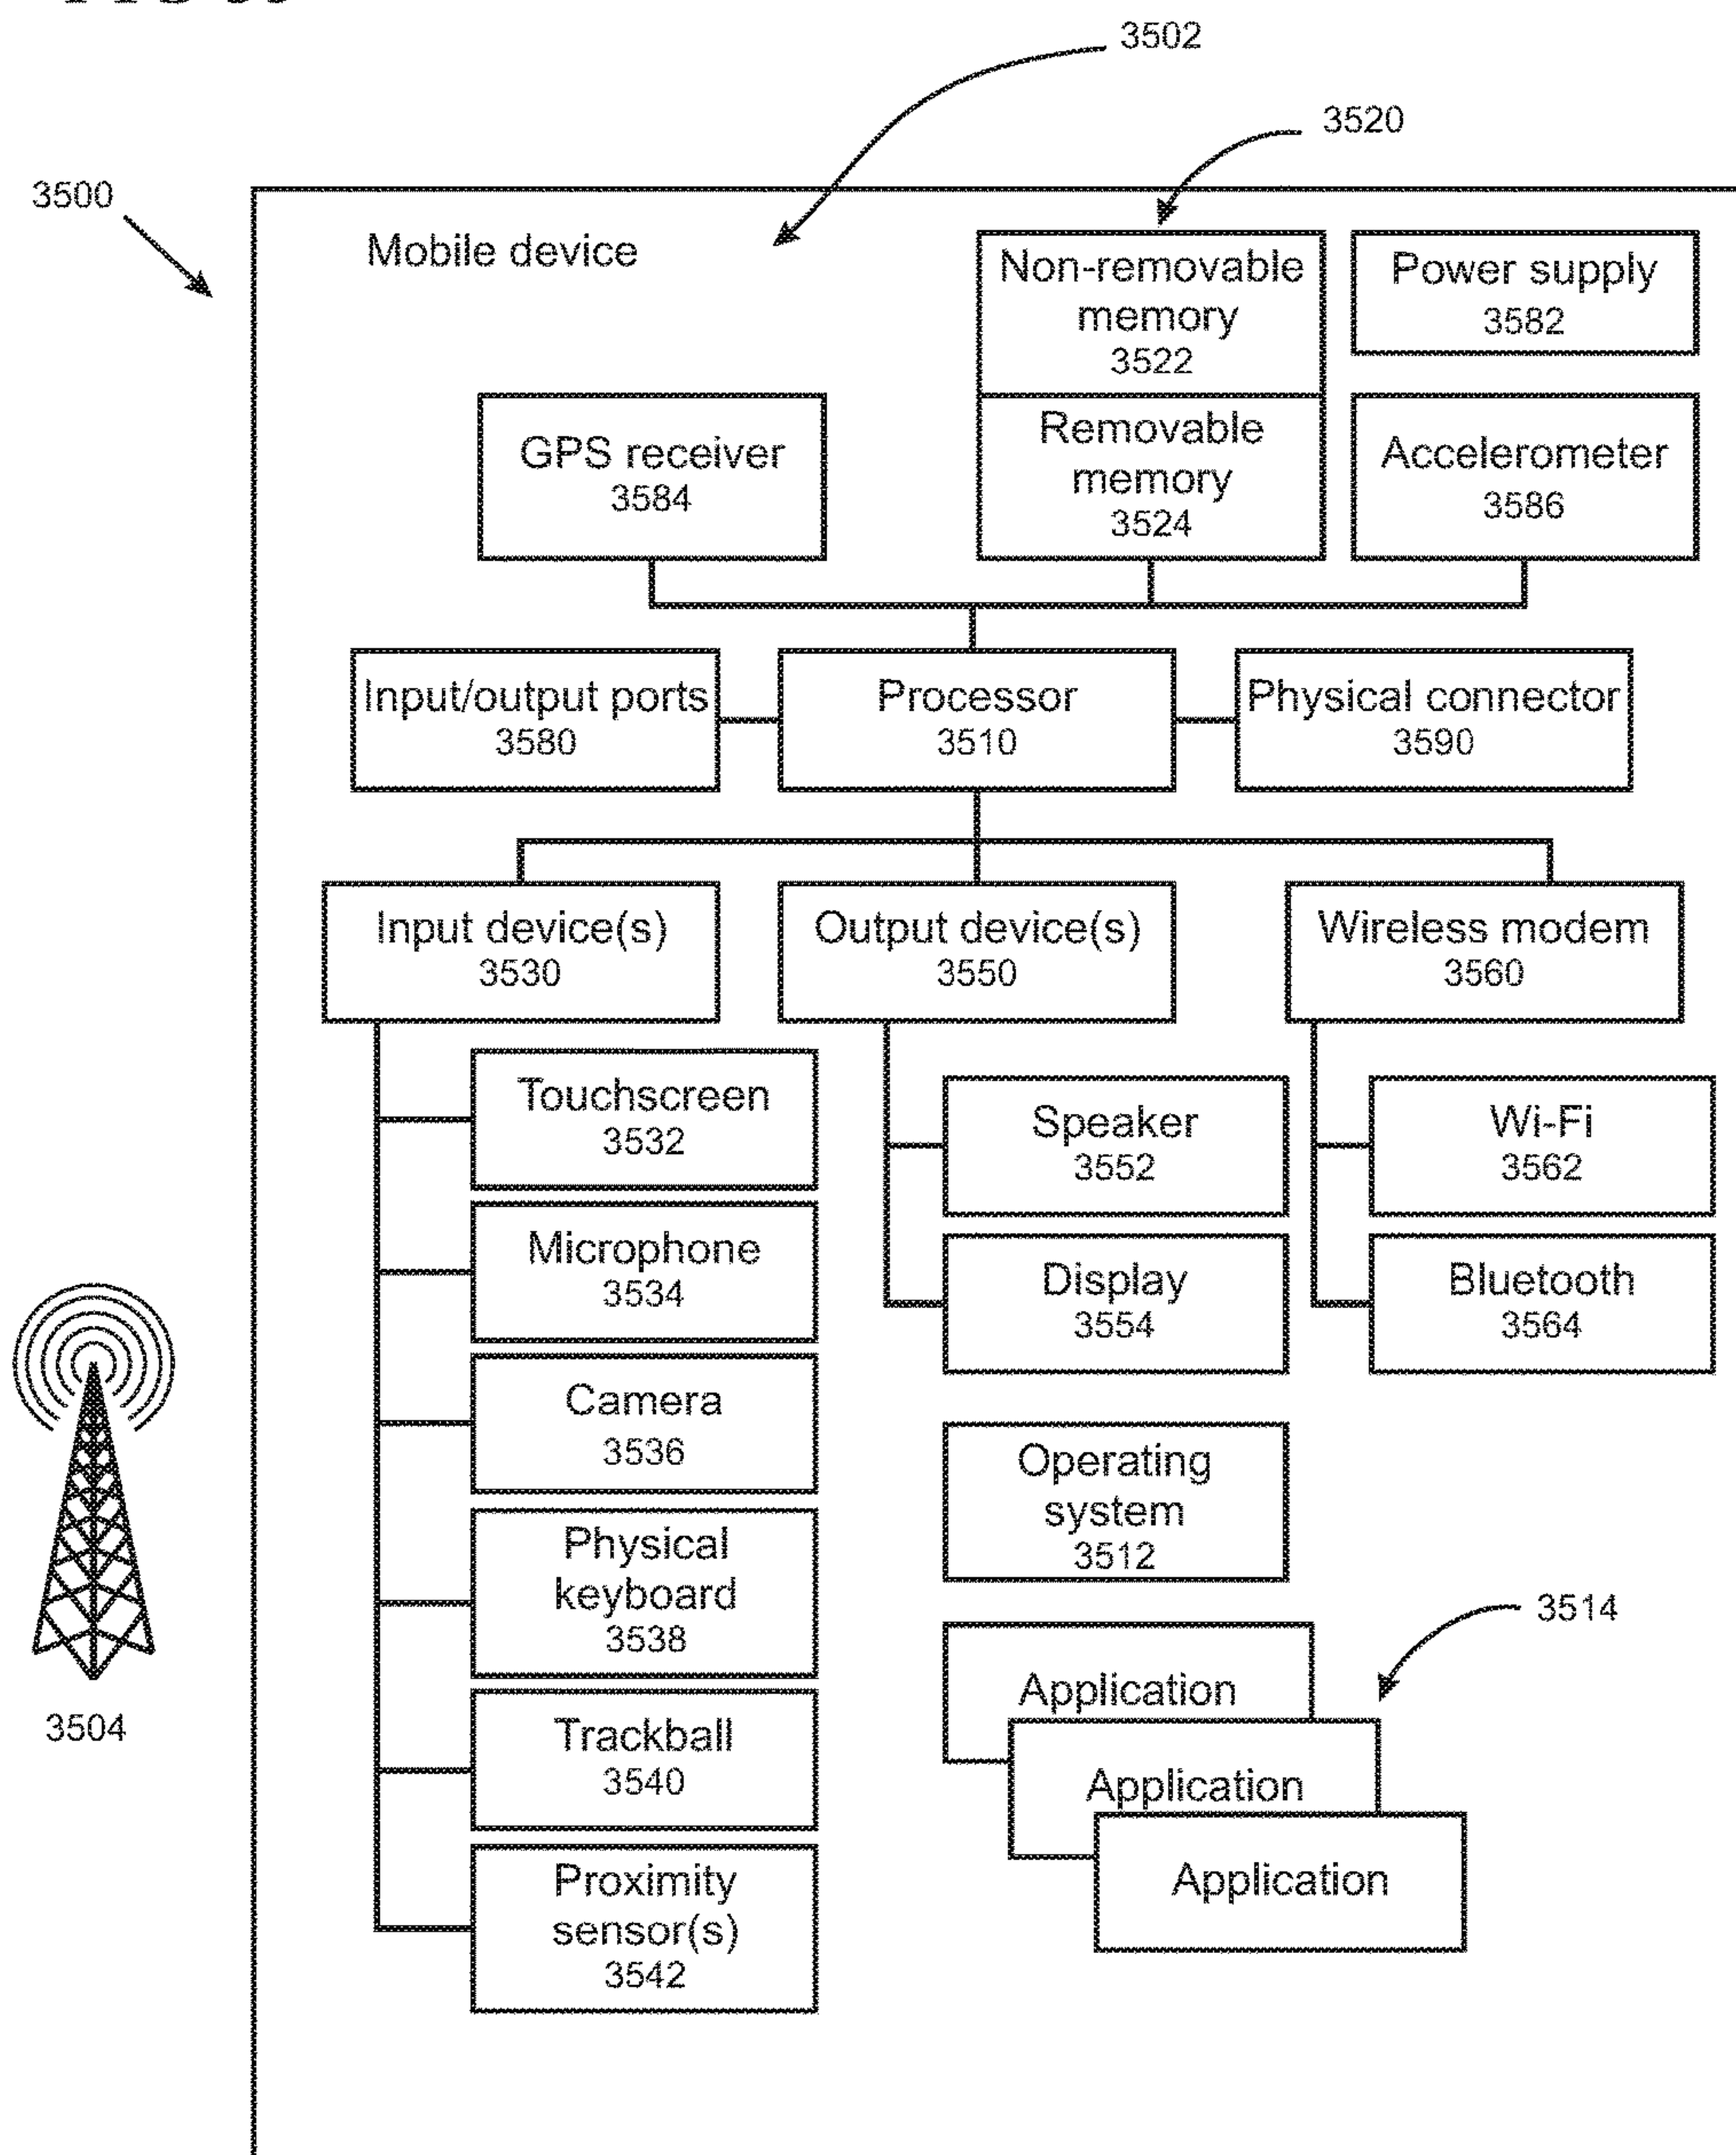 3502
3520
3500
Mobile device
Non-removable
memory
3522
Power supply
3582
GPS receiver
3584
Removable
memory
3524
Accelerometer
3586
Input/output ports
3580
Processor
3510
Physical connector
3590
Input device(s)
3530
Output device(s)
3550
Wireless modem
3560
Touchscreen
3532
Speaker
3552
Wi-Fi
3562
Microphone
3534
Display
3554
Bluetooth
3564
Camera
3536
Operating
system
3512
Physical
keyboard
3538
3514
3504
Trackball
3540
Application
Application
Application
Proximity
sensor(s)
3542